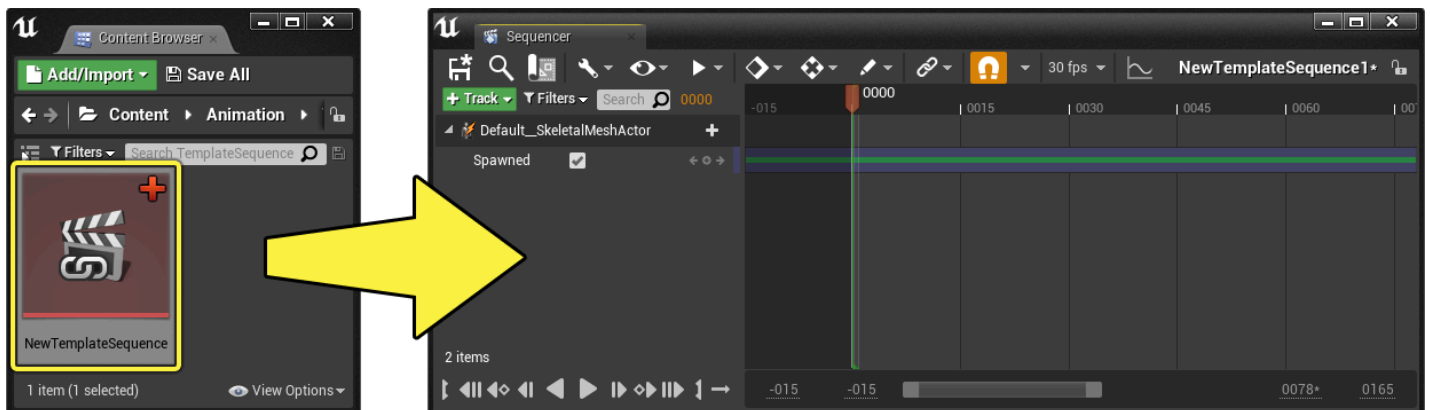 Content Browser
Add/Import Save All
Content Animation
Filters Search TemplateSequence
NewTemplateSequence
1 item (1 selected) View Options
Sequencer
30 fps NewTemplateSequence1*
+ Track Filters Search 0000
-015 0000 0015 0030 0045 0060 00
Default__SkeletalMeshActor
Spawned
2 items
-015 -015 0078* 0165